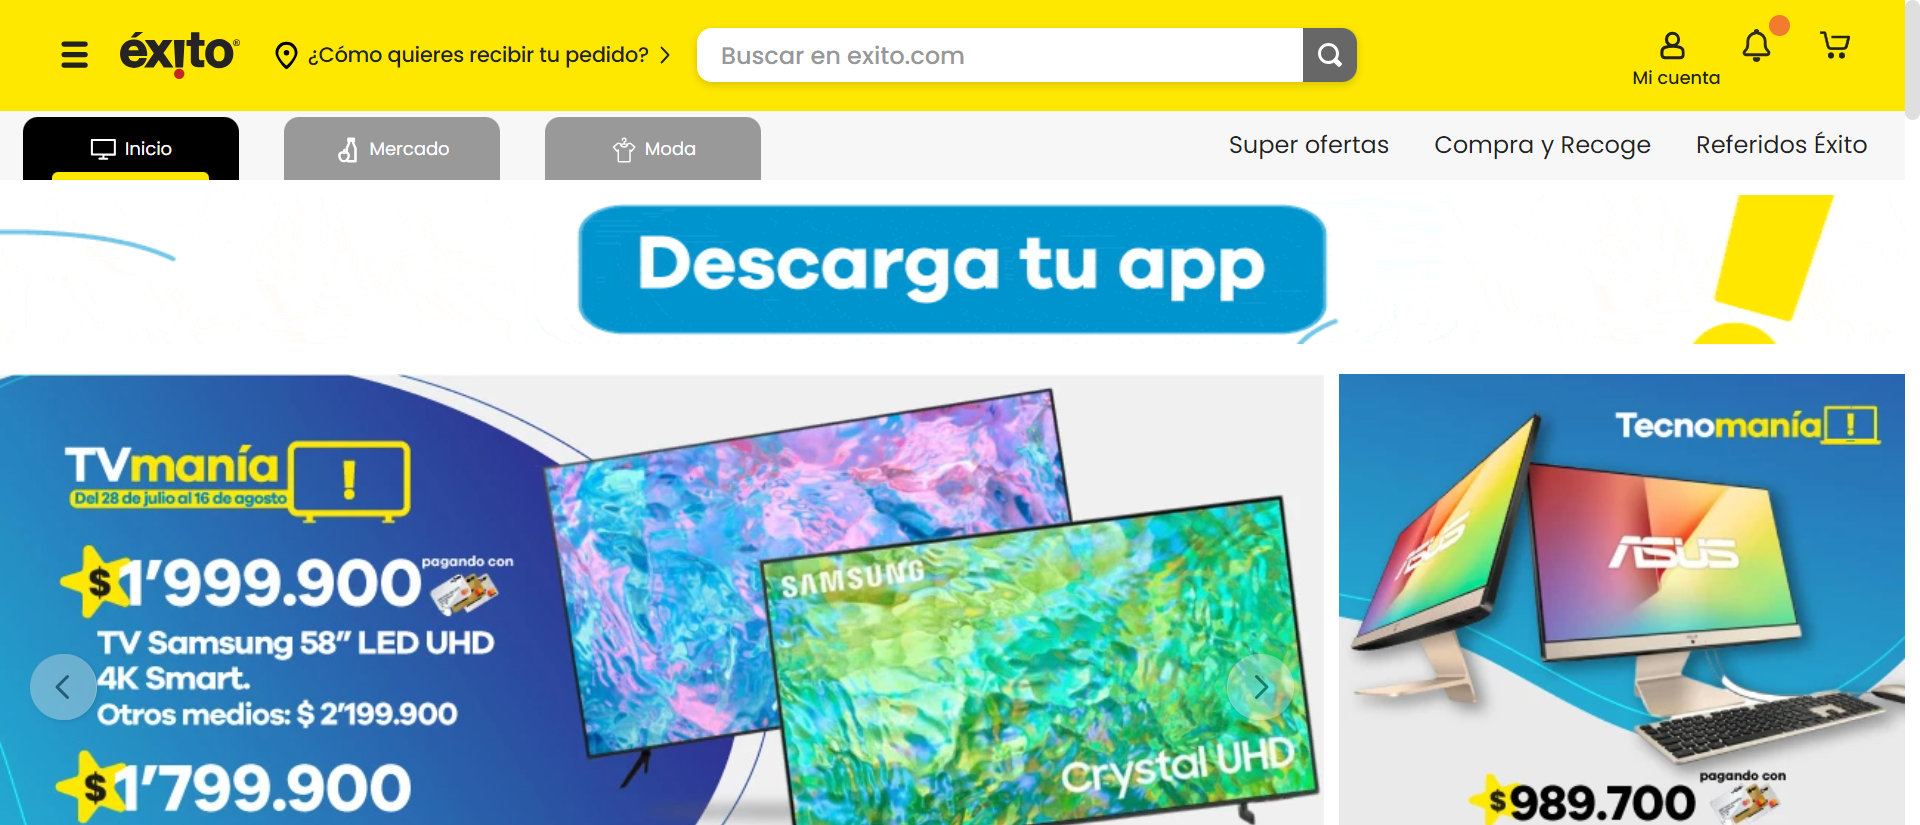 éxito®
¿Cómo quieres recibir tu pedido?
Buscar en exito.com
Mi cuenta
Inicio
Mercado
Moda
Super ofertas
Compra y Recoge
Referidos Éxito
Descarga tu app
TVmanía
Del 28 de julio al 16 de agosto
$1'999.900
pagando con
TV Samsung 58” LED UHD
4K Smart.
Otros medios: $ 2'199.900
$1'799.900
SAMSUNG
Crystal UHD
Tecnomanía
ASUS
ASUS
pagando con
$989.700